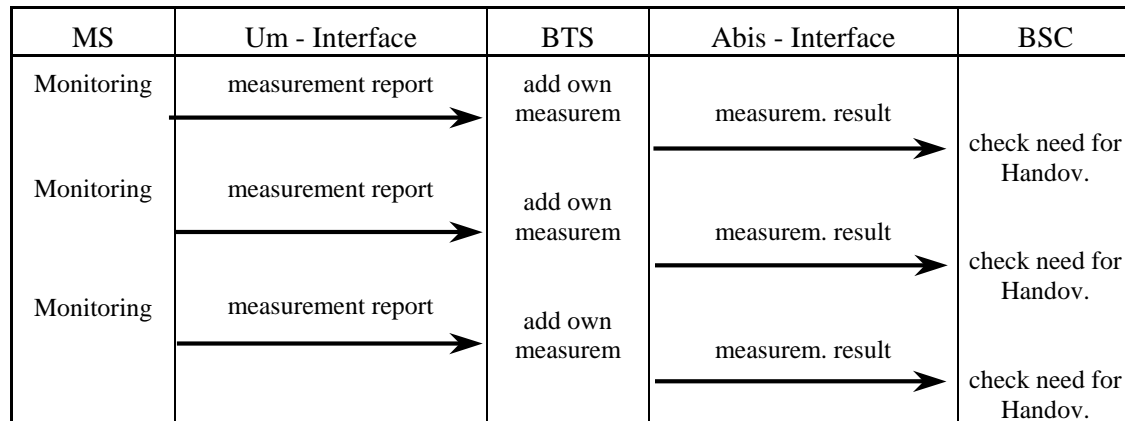 MS Um - Interface BTS Abis - Interface BSC
Monitoring measurement report add own
measurem measurem. result
check need for
Handov.
Monitoring measurement report
add own
measurem measurem. result
check need for
Handov.
Monitoring measurement report
add own
measurem measurem. result
check need for
Handov.